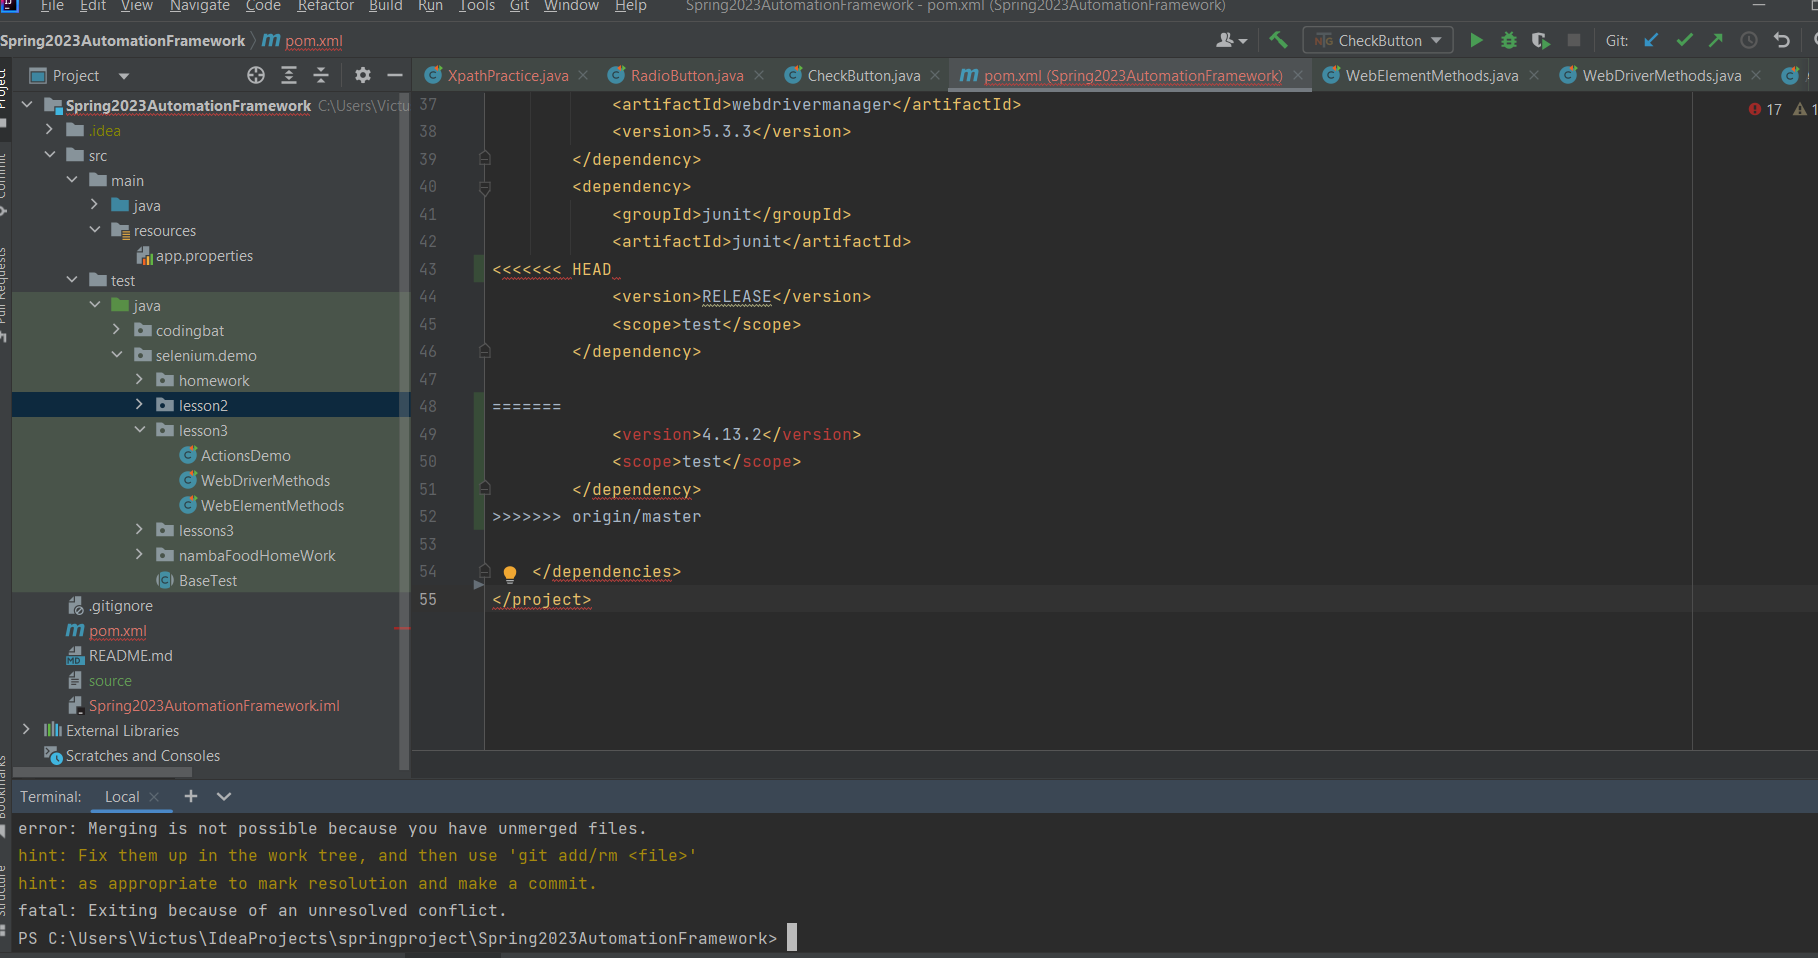 File Edit View Navigate Code Refactor Build Run Tools Git Window Help Spring2023AutomationFramework - pom.xml (Spring2023AutomationFramework)
Spring2023AutomationFramework pom.xml CheckButton Git:
Project XpathPractice.java RadioButton.java CheckButton.java pom.xml (Spring2023AutomationFramework) WebElementMethods.java WebDriverMethods.java
Spring2023AutomationFramework C:\Users\Victu
.idea
src
main
java
resources
app.properties
test
java
codingbat
selenium.demo
homework
lesson2
lesson3
ActionsDemo
WebDriverMethods
WebElementMethods
lessons3
nambaFoodHomeWork
BaseTest
.gitignore
pom.xml
README.md
source
Spring2023AutomationFramework.iml
External Libraries
Scratches and Consoles
Project
Commit
Pull Requests
Bookmarks
Structure
17 1
37 <artifactId>webdrivermanager</artifactId>
38 <version>5.3.3</version>
39 </dependency>
40 <dependency>
41 <groupId>junit</groupId>
42 <artifactId>junit</artifactId>
43 <<<<<<< HEAD
44 <version>RELEASE</version>
45 <scope>test</scope>
46 </dependency>
47
48 =======
49 <version>4.13.2</version>
50 <scope>test</scope>
51 </dependency>
52 >>>>>>> origin/master
53
54 </dependencies>
55 </project>
Terminal: Local
error: Merging is not possible because you have unmerged files.
hint: Fix them up in the work tree, and then use 'git add/rm <file>'
hint: as appropriate to mark resolution and make a commit.
fatal: Exiting because of an unresolved conflict.
PS C:\Users\Victus\IdeaProjects\springproject\Spring2023AutomationFramework>